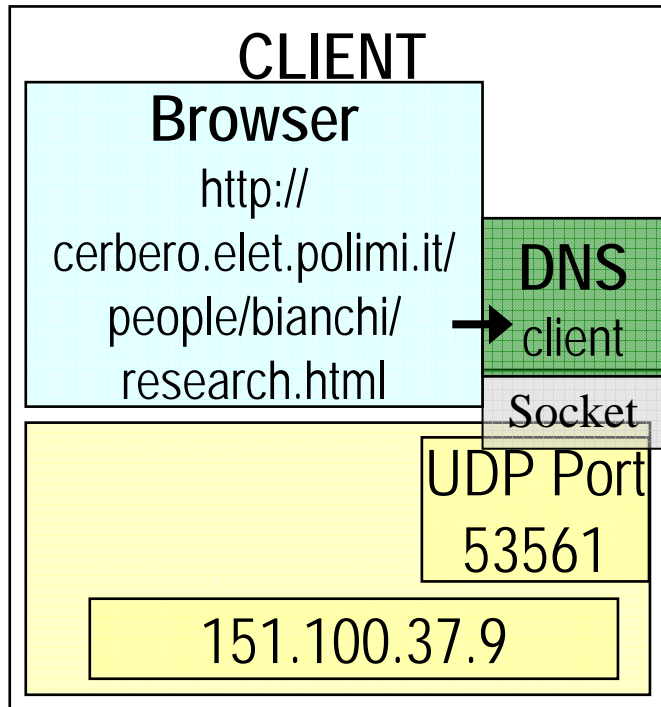 CLIENT
Browser
http://
cerbero.elet.polimi.it/
people/bianchi/
research.html
DNS
client
Socket
UDP Port
53561
151.100.37.9